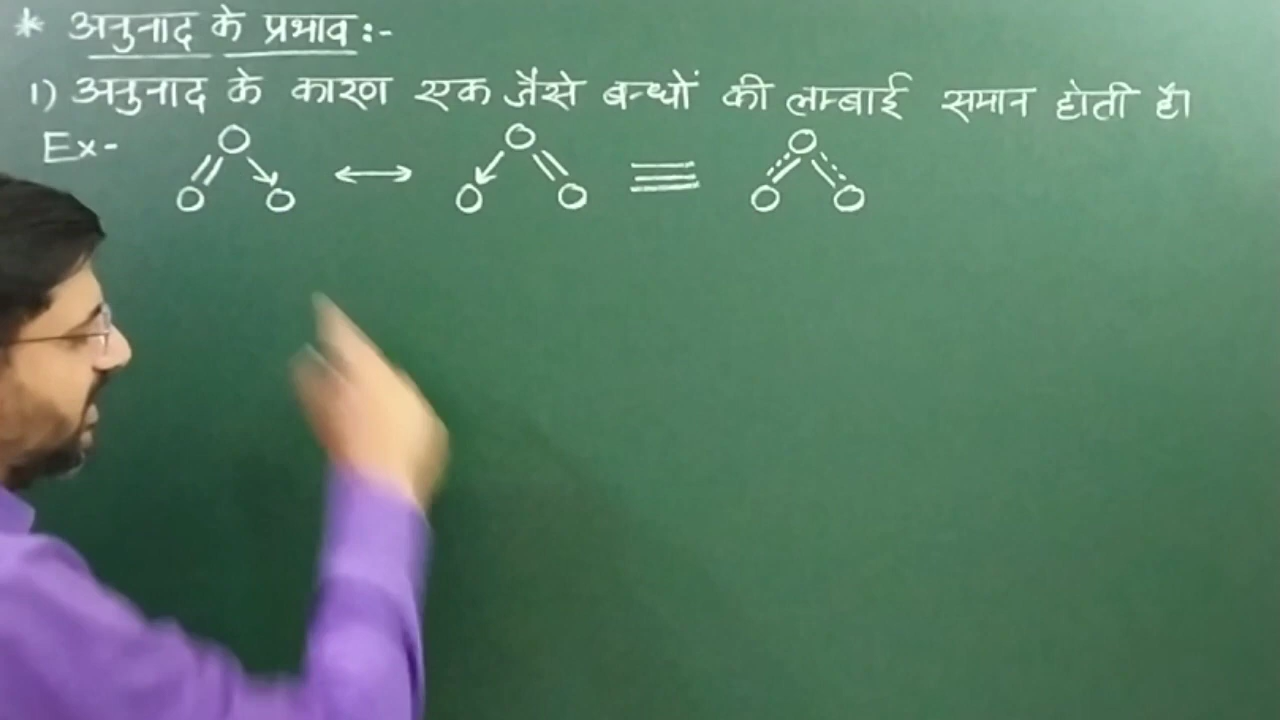 * अनुनाद के प्रभाव :-
1) अनुनाद के कारण एक जैसे बन्धों की लम्बाई समान होती है।
Ex- O O O ↔ O O O ≡ O O O